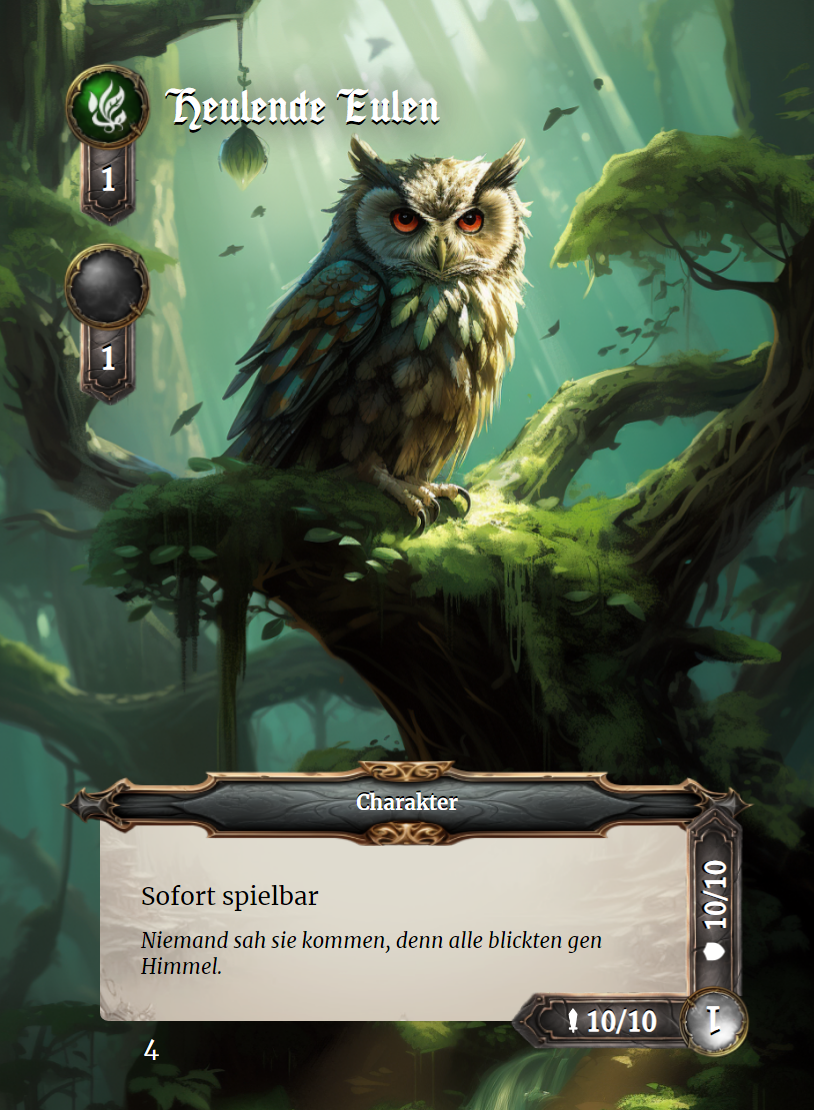 Heulende Eulen
1
1
Charakter
Sofort spielbar
Niemand sah sie kommen, denn alle blickten gen
Himmel.
10/10
10/10
1
4